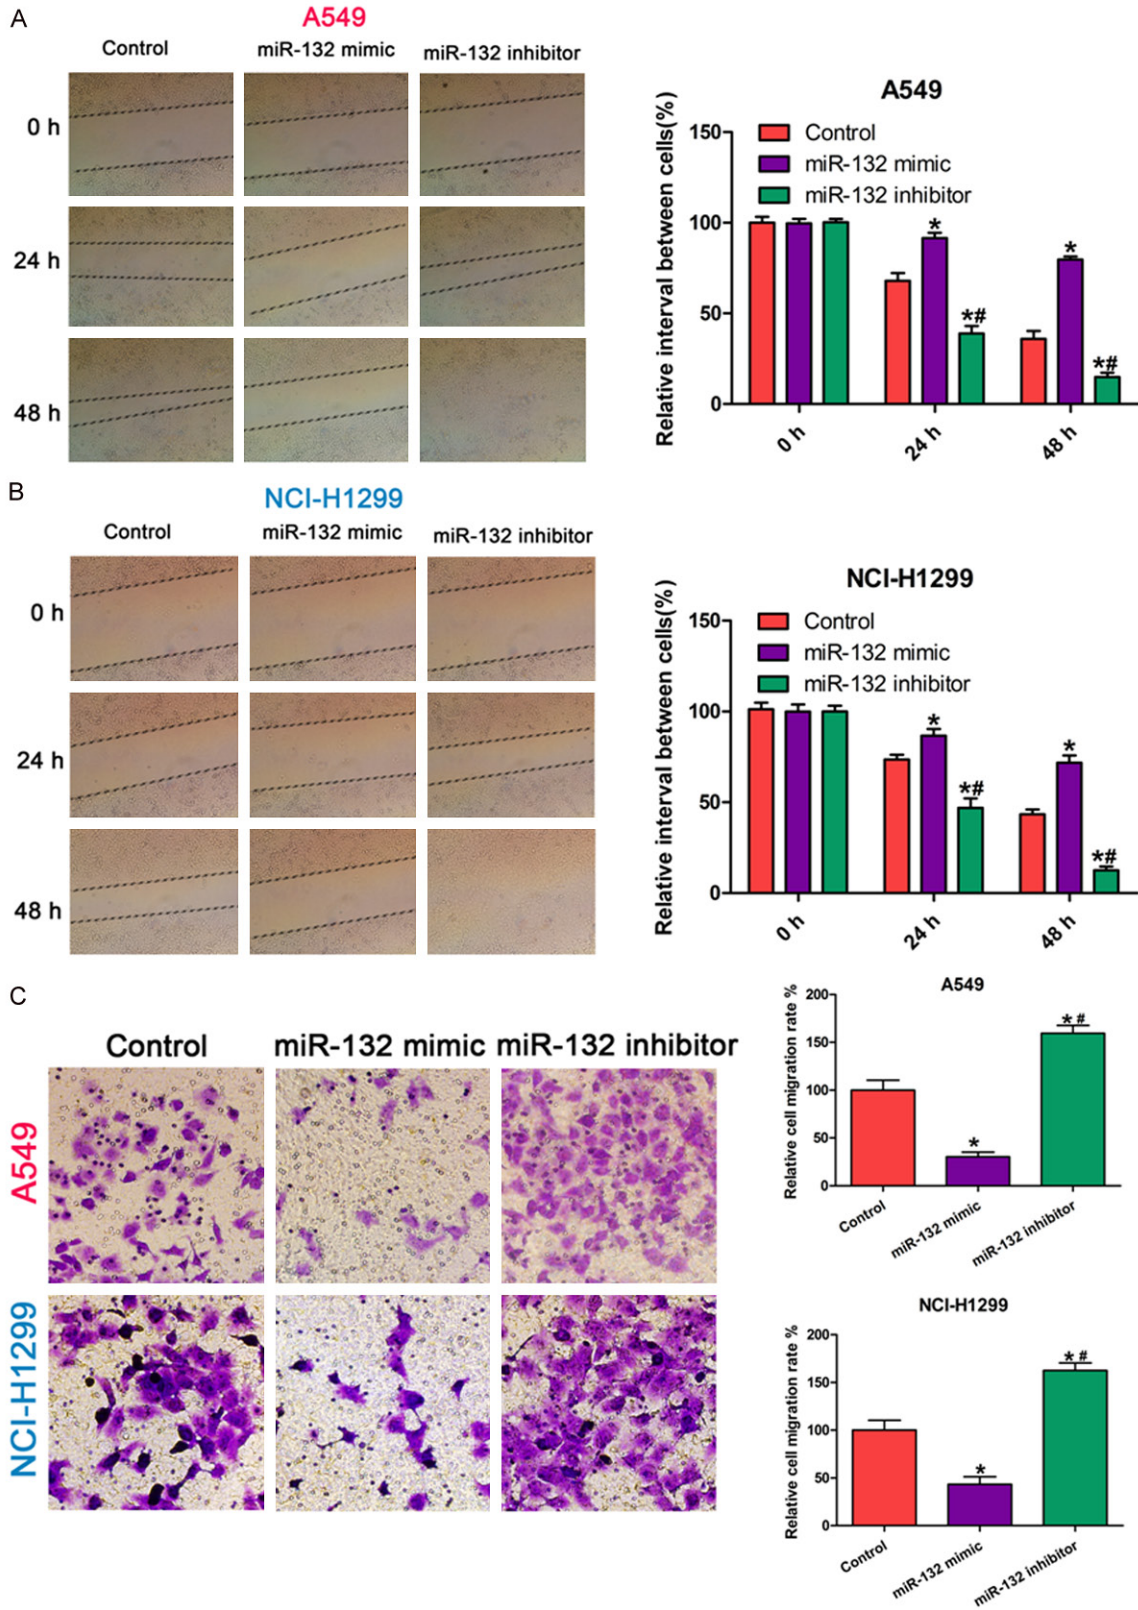 A
A549
Control
miR-132 mimic
miR-132 inhibitor
0 h
24 h
48 h
A549
Control
miR-132 mimic
miR-132 inhibitor
Relative interval between cells(%)
150
100
50
0
*
*#
*
*#
0 h
24 h
48 h
B
NCI-H1299
Control
miR-132 mimic
miR-132 inhibitor
0 h
24 h
48 h
NCI-H1299
Control
miR-132 mimic
miR-132 inhibitor
Relative interval between cells(%)
150
100
50
0
*
*#
*
*#
0 h
24 h
48 h
C
Control
miR-132 mimic
miR-132 inhibitor
A549
NCI-H1299
A549
Relative cell migration rate %
200
150
100
50
0
*
*#
Control
miR-132 mimic
miR-132 inhibitor
NCI-H1299
Relative cell migration rate %
200
150
100
50
0
*
*#
Control
miR-132 mimic
miR-132 inhibitor